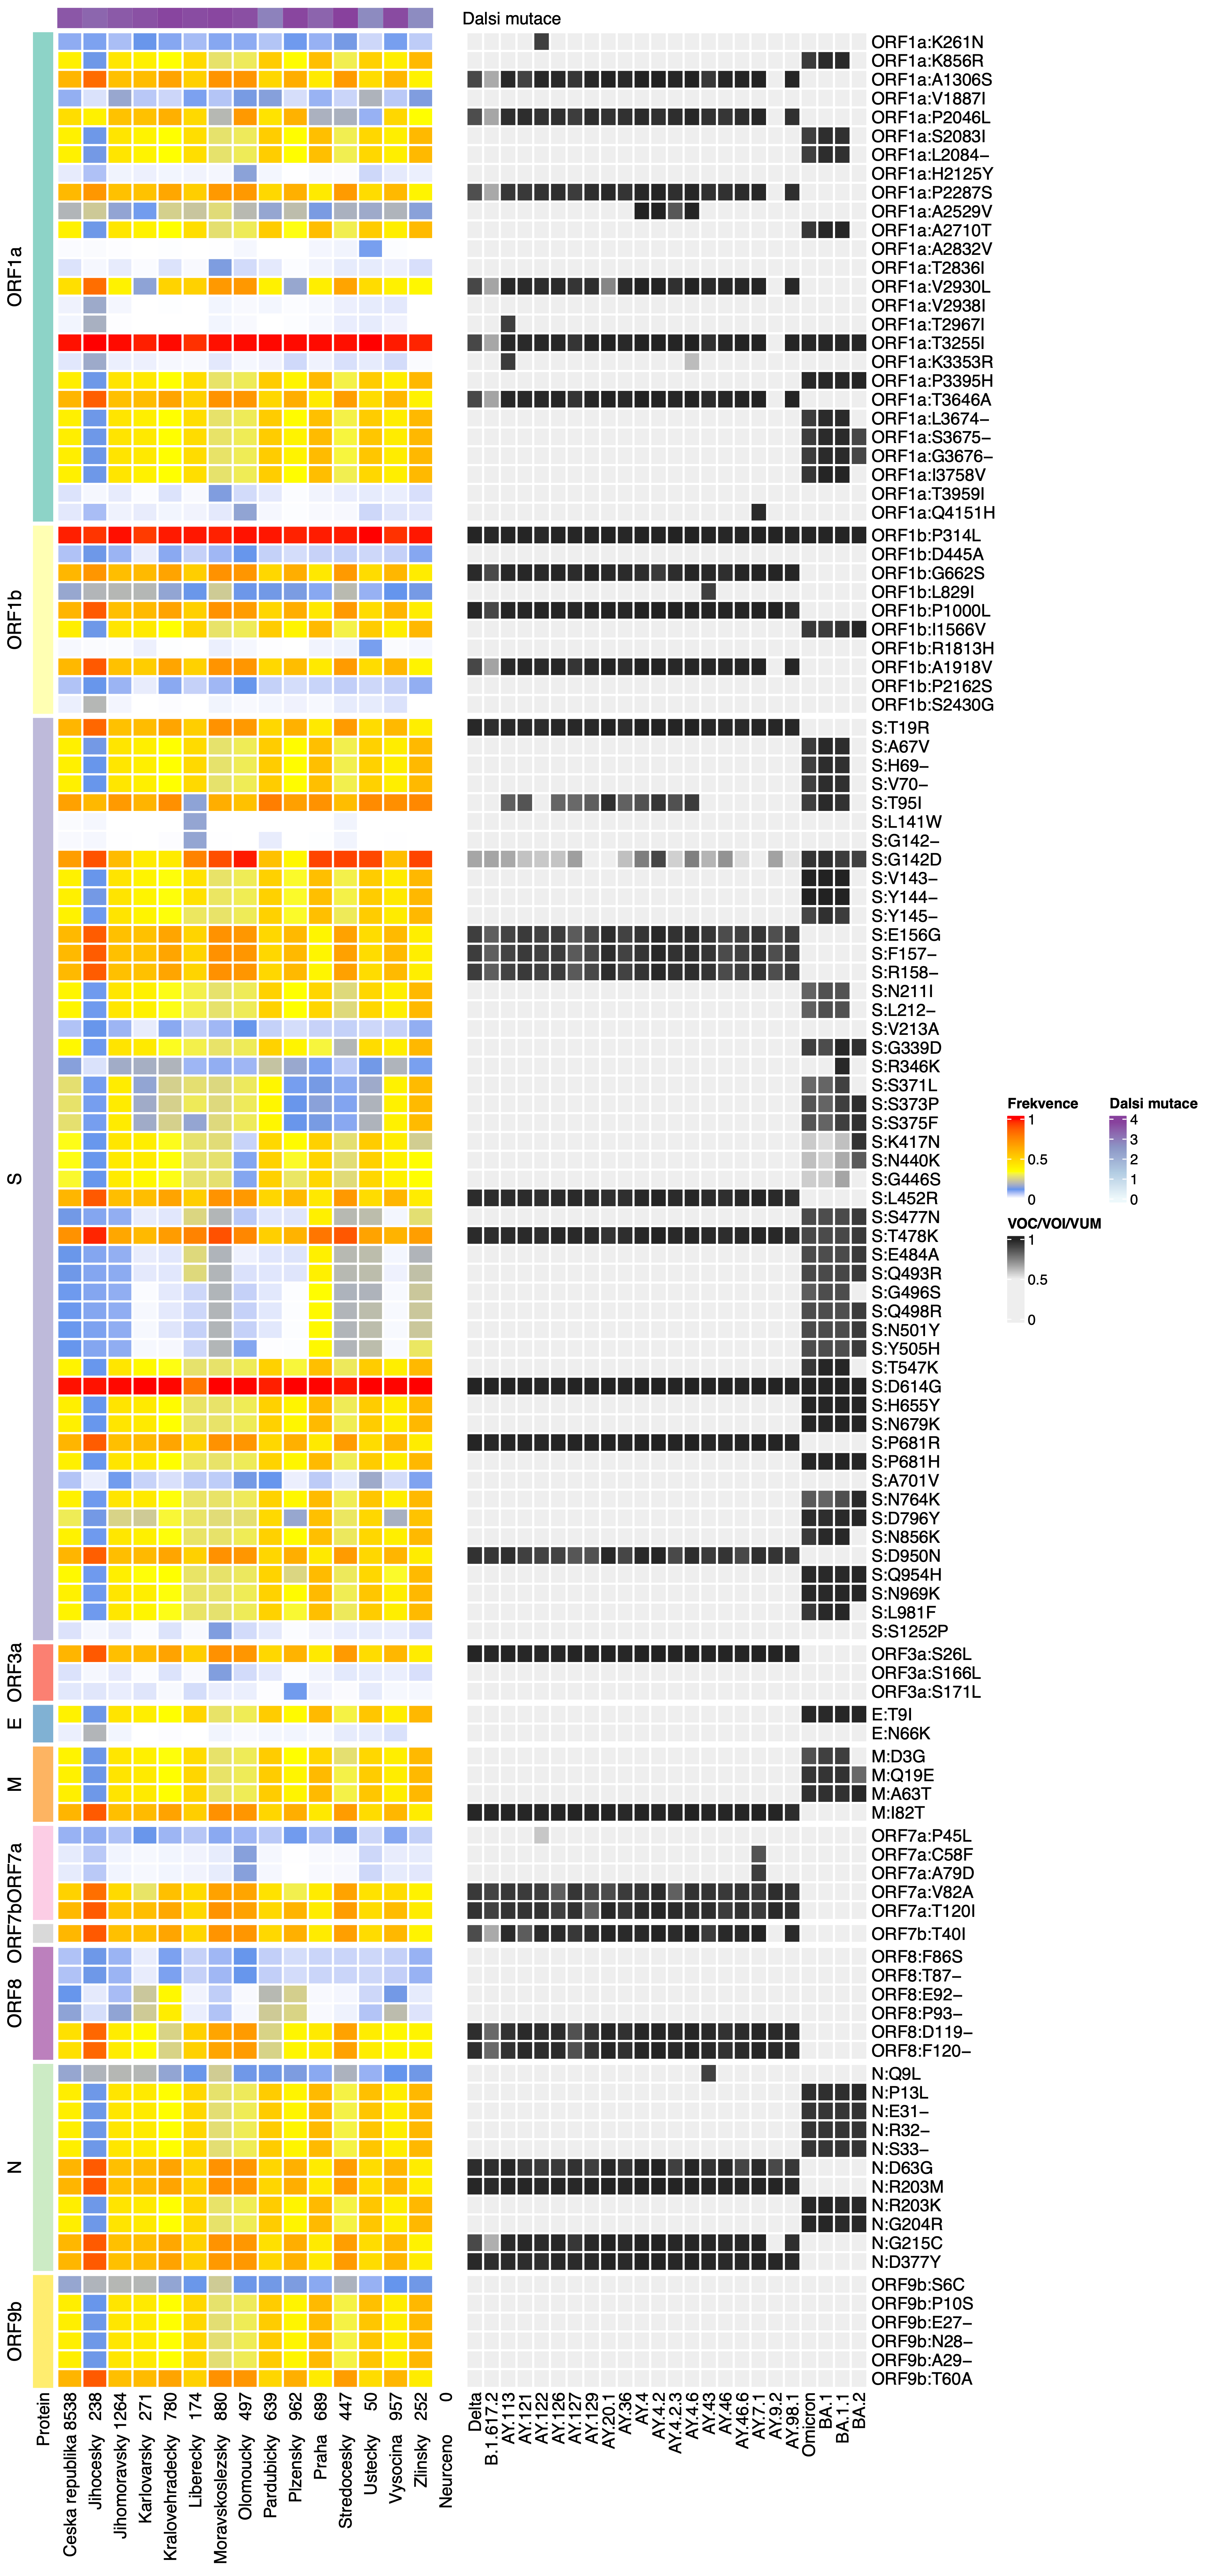 Dalsi mutace
ORF1a:K261N
ORF1a:K856R
ORF1a:A1306S
ORF1a:V1887I
ORF1a:P2046L
ORF1a:S2083I
ORF1a:L2084−
ORF1a:H2125Y
ORF1a:P2287S
ORF1a:A2529V
ORF1a:A2710T
ORF1a:A2832V
ORF1a:T2836I
ORF1a:V2930L
ORF1a:V2938I
ORF1a:T2967I
ORF1a:T3255I
ORF1a:K3353R
ORF1a:P3395H
ORF1a:T3646A
ORF1a:L3674−
ORF1a:S3675−
ORF1a:G3676−
ORF1a:I3758V
ORF1a:T3959I
ORF1a:Q4151H
ORF1a
ORF1b:P314L
ORF1b:D445A
ORF1b:G662S
ORF1b:L829I
ORF1b:P1000L
ORF1b:I1566V
ORF1b:R1813H
ORF1b:A1918V
ORF1b:P2162S
ORF1b:S2430G
ORF1b
S:T19R
S:A67V
S:H69−
S:V70−
S:T95I
S:L141W
S:G142−
S:G142D
S:V143−
S:Y144−
S:Y145−
S:E156G
S:F157−
S:R158−
S:N211I
S:L212−
S:V213A
S:G339D
S:R346K
S:S371L
S:S373P
S:S375F
S:K417N
S:N440K
S:G446S
S:L452R
S:S477N
S:T478K
S:E484A
S:Q493R
S:G496S
S:Q498R
S:N501Y
S:Y505H
S:T547K
S:D614G
S:H655Y
S:N679K
S:P681R
S:P681H
S:A701V
S:N764K
S:D796Y
S:N856K
S:D950N
S:Q954H
S:N969K
S:L981F
S:S1252P
S
ORF3a:S26L
ORF3a:S166L
ORF3a:S171L
ORF3a
E:T9I
E:N66K
E
M:D3G
M:Q19E
M:A63T
M:I82T
M
ORF7a:P45L
ORF7a:C58F
ORF7a:A79D
ORF7a:V82A
ORF7a:T120I
ORF7a
ORF7b:T40I
ORF7b
ORF8:F86S
ORF8:T87−
ORF8:E92−
ORF8:P93−
ORF8:D119−
ORF8:F120−
ORF8
N:Q9L
N:P13L
N:E31−
N:R32−
N:S33−
N:D63G
N:R203M
N:R203K
N:G204R
N:G215C
N:D377Y
N
ORF9b:S6C
ORF9b:P10S
ORF9b:E27−
ORF9b:N28−
ORF9b:A29−
ORF9b:T60A
ORF9b
Protein
Ceska republika 8538
Jihocesky 238
Jihomoravsky 1264
Karlovarsky 271
Kralovehradecky 780
Liberecky 174
Moravskoslezsky 880
Olomoucky 497
Pardubicky 639
Plzensky 962
Praha 689
Stredocesky 447
Ustecky 50
Vysocina 957
Zlinsky 252
Neurceno 0
Delta
B.1.617.2
AY.113
AY.121
AY.122
AY.126
AY.127
AY.129
AY.20.1
AY.36
AY.4
AY.4.2
AY.4.2.3
AY.4.6
AY.43
AY.46
AY.46.6
AY.7.1
AY.9.2
AY.98.1
Omicron
BA.1
BA.1.1
BA.2
Frekvence
1
0.5
0
Dalsi mutace
4
3
2
1
0
VOC/VOI/VUM
1
0.5
0